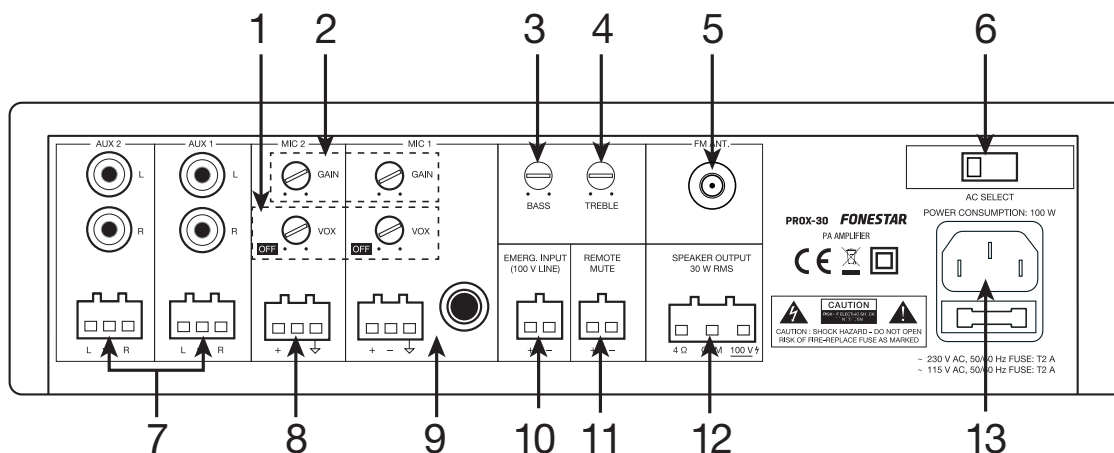 1 2 3 4 5 6
AUX 2 AUX 1 MIC 2 MIC 1 FM ANT.
L L GAIN GAIN
BASS TREBLE
AC SELECT
R R VOX VOX
OFF OFF
POWER CONSUMPTION: 100 W
PROX-30 FONESTAR
PA AMPLIFIER
CE
EMERG. INPUT
(100 V LINE)
REMOTE
MUTE
SPEAKER OUTPUT
30 W RMS
CAUTION
CAUTION : SHOCK HAZARD - DO NOT OPEN
RISK OF FIRE-REPLACE FUSE AS MARKED
L R L R + + − + − + − 4 Ω COM 100 V
~ 230 V AC, 50/60 Hz FUSE: T2 A
~ 115 V AC, 50/60 Hz FUSE: T2 A
7 8 9 10 11 12 13